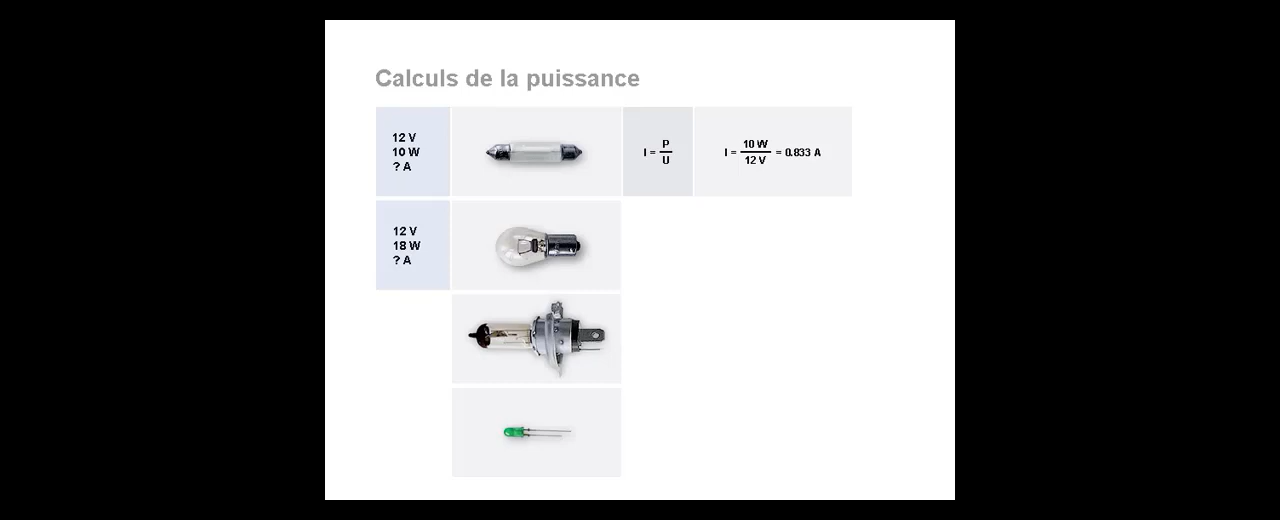 Calculs de la puissance
12 V
10 W
? A
I = P / U
I = 10 W / 12 V = 0.833 A
12 V
18 W
? A